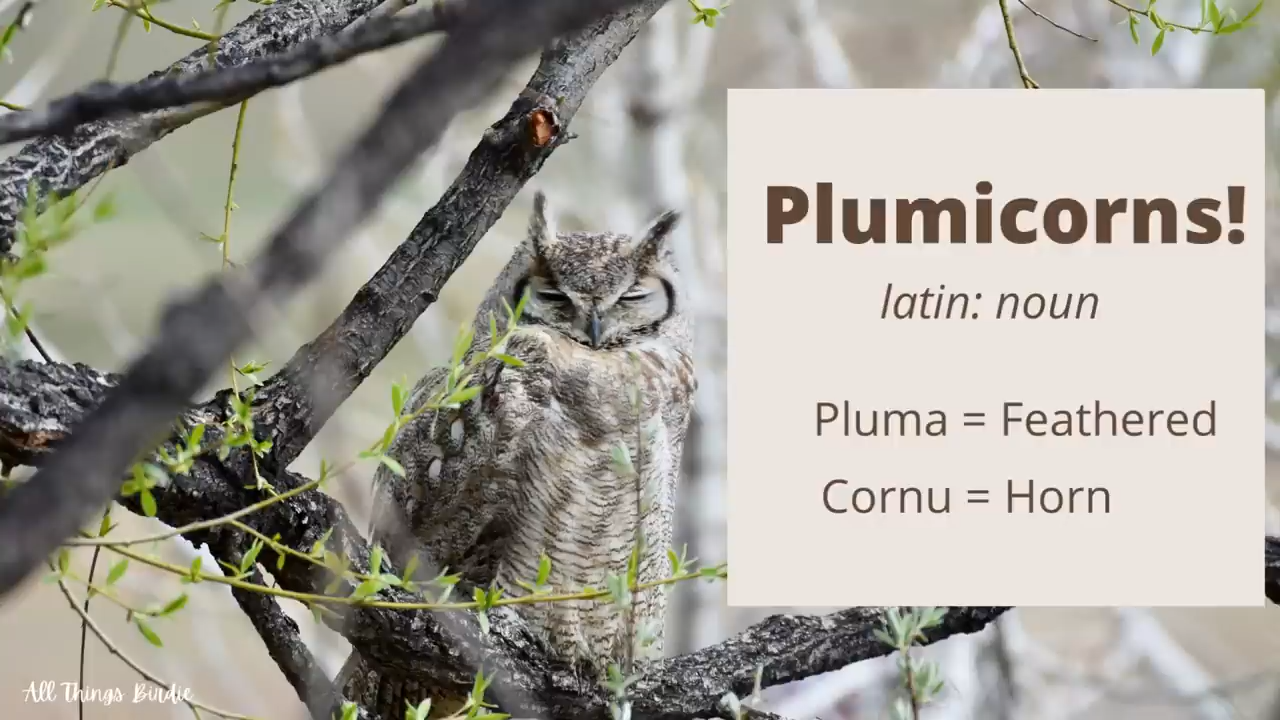 Plumicorns!
latin: noun
Pluma = Feathered
Cornu = Horn
All Things Birdie